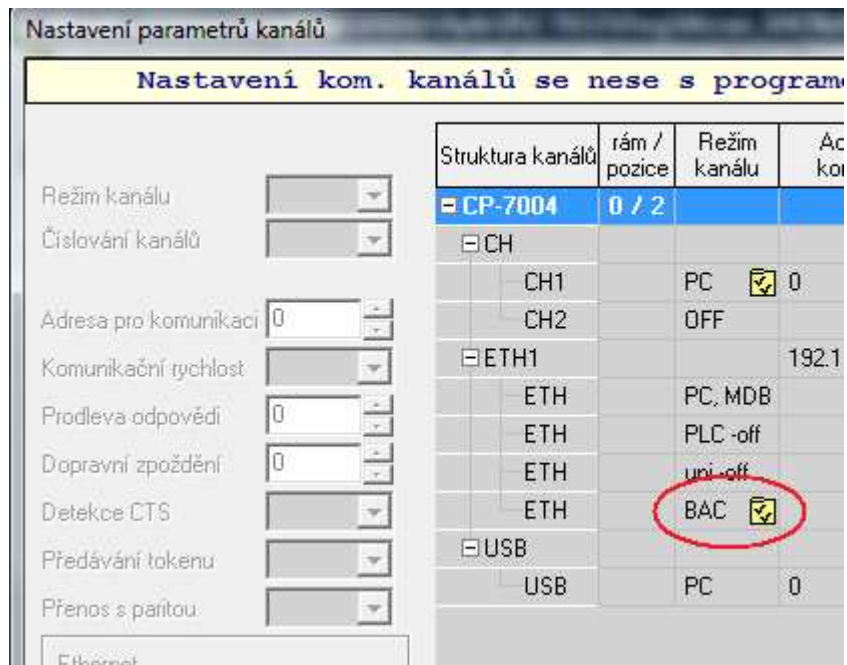 Nastavení parametrů kanálů
Nastavení kom. kanálů se nese s
Režim kanálu
Číslování kanálů
Adresa pro komunikaci 0
Komunikační rychlost
Prodleva odpovědi 0
Dopravní zpoždění 0
Detekce CTS
Předávání tokenu
Přenos s paritou
Ethernet
Struktura kanálů rám / pozice Režim kanálu
CP-7004 0 / 2
CH
CH1 PC 0
CH2 OFF
ETH1 192.1
ETH PC, MDB
ETH PLC -off
ETH uni -off
ETH BAC
USB
USB PC 0